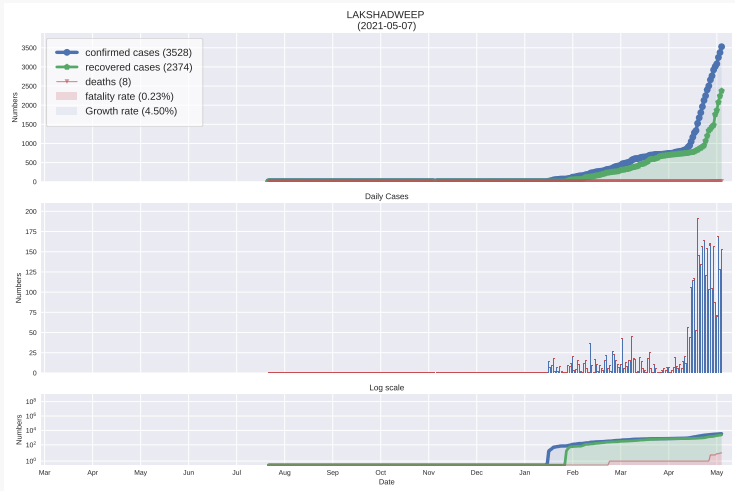 LAKSHADWEEP
(2021-05-07)
confirmed cases (3528)
recovered cases (2374)
deaths (8)
fatality rate (0.23%)
Growth rate (4.50%)
Numbers
3500
3000
2500
2000
1500
1000
500
0
Daily Cases
Numbers
200
175
150
125
100
75
50
25
0
Log scale
Numbers
10⁸
10⁶
10⁴
10²
10⁰
Mar Apr May Jun Jul Aug Sep Oct Nov Dec Jan Feb Mar Apr May
Date